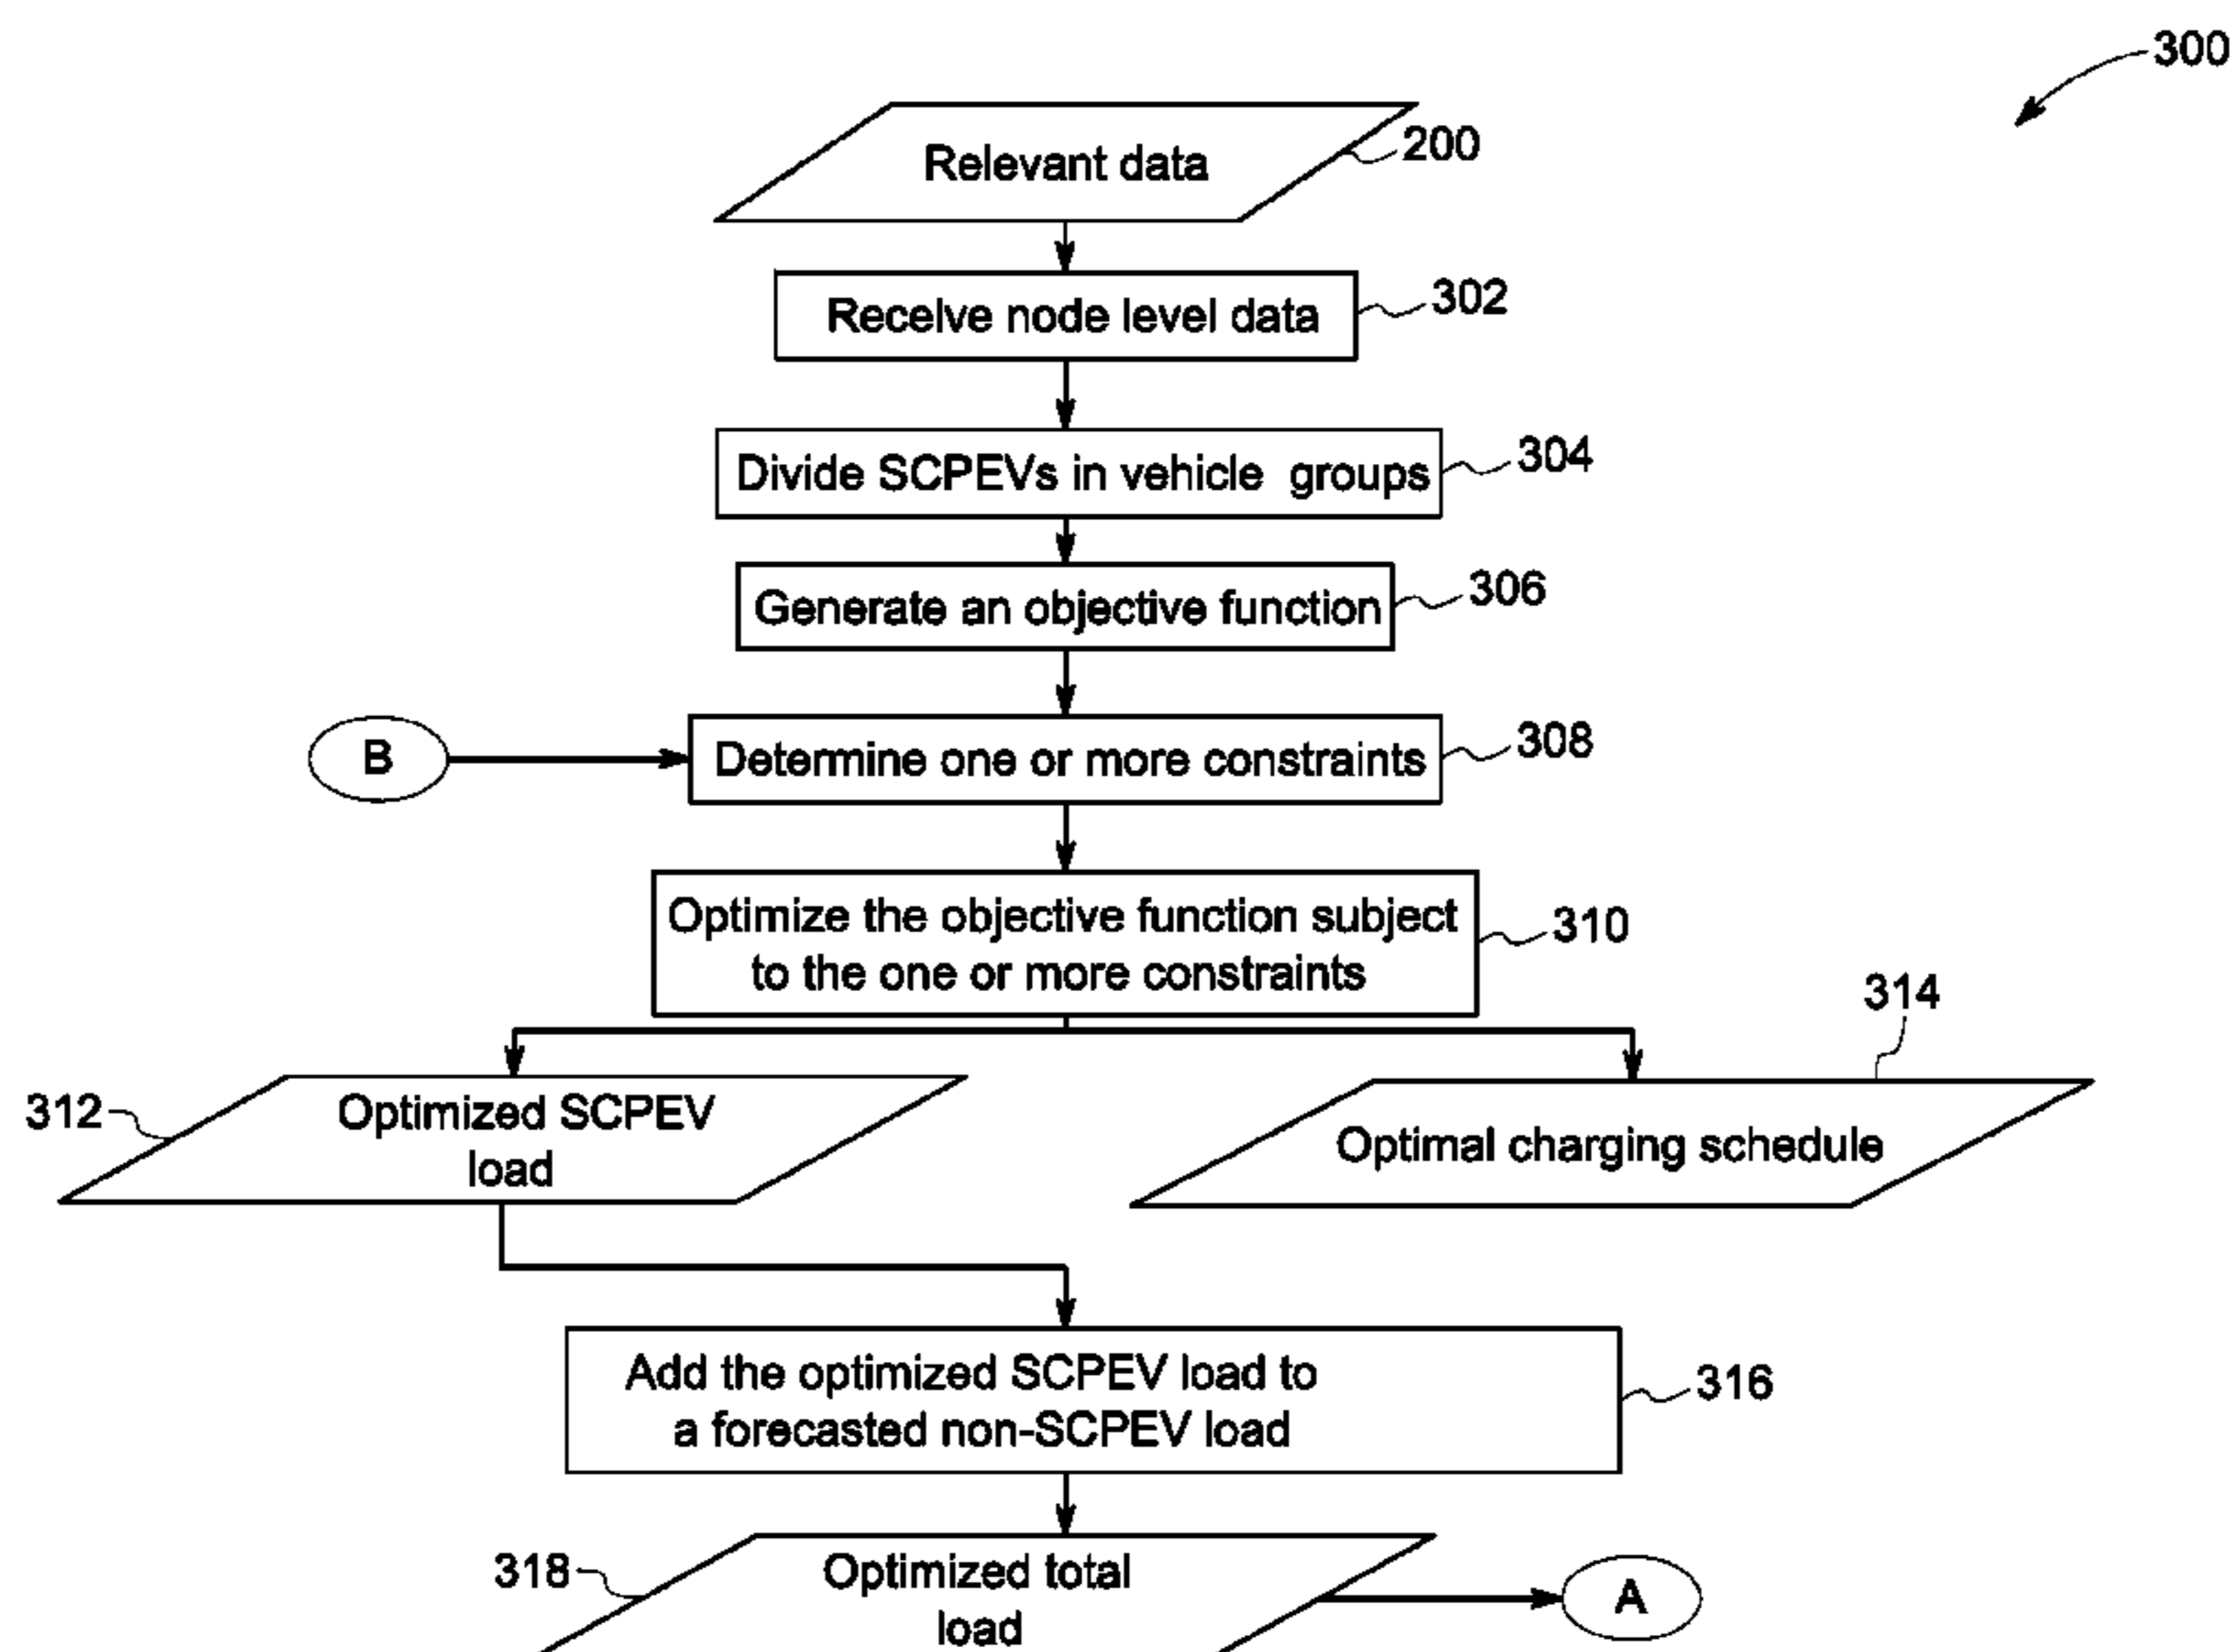 300
Relevant data
200
Recelve node level data
302
Divide SCPEVs in vehicle groups
304
Generate an objective function
306
B
Determine one or more constraints
308
Optimize the objective function subject
to the one or more constraints
310
314
312
Optimized SCPEV
load
Optimal charging schedule
Add the optimized SCPEV load to
a forecasted non-SCPEV load
316
318
Optimized total
load
A